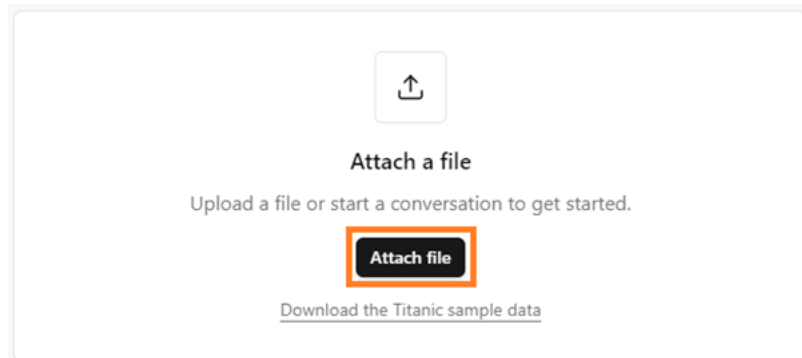 Attach a file
Upload a file or start a conversation to get started.
Attach file
Download the Titanic sample data